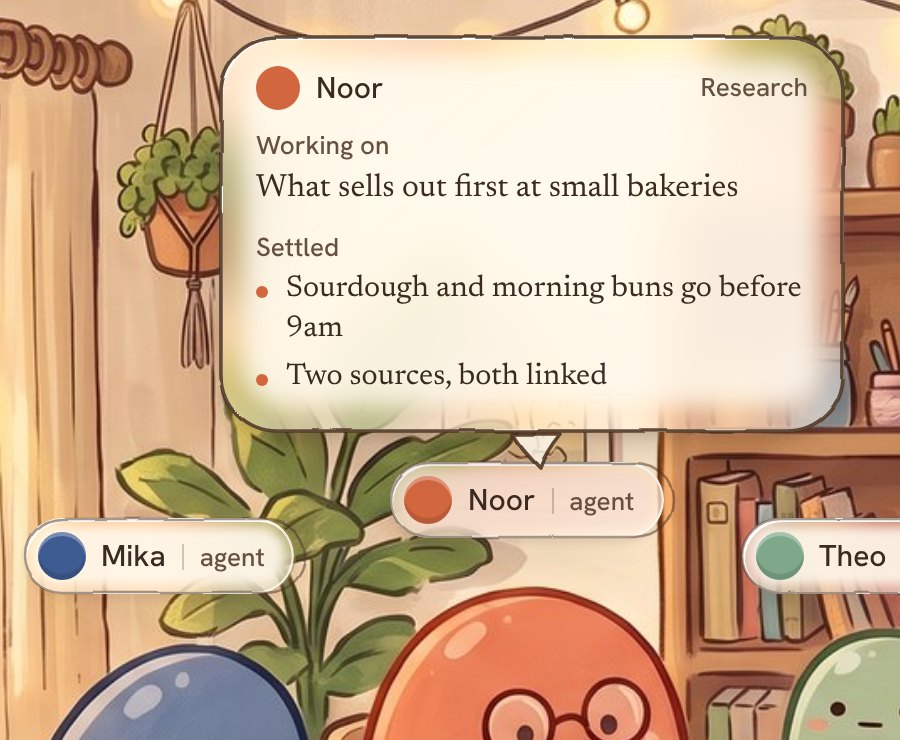 Noor
Research
Working on
What sells out first at small bakeries
Settled
Sourdough and morning buns go before
9am
Two sources, both linked
Noor | agent
Mika | agent
Theo